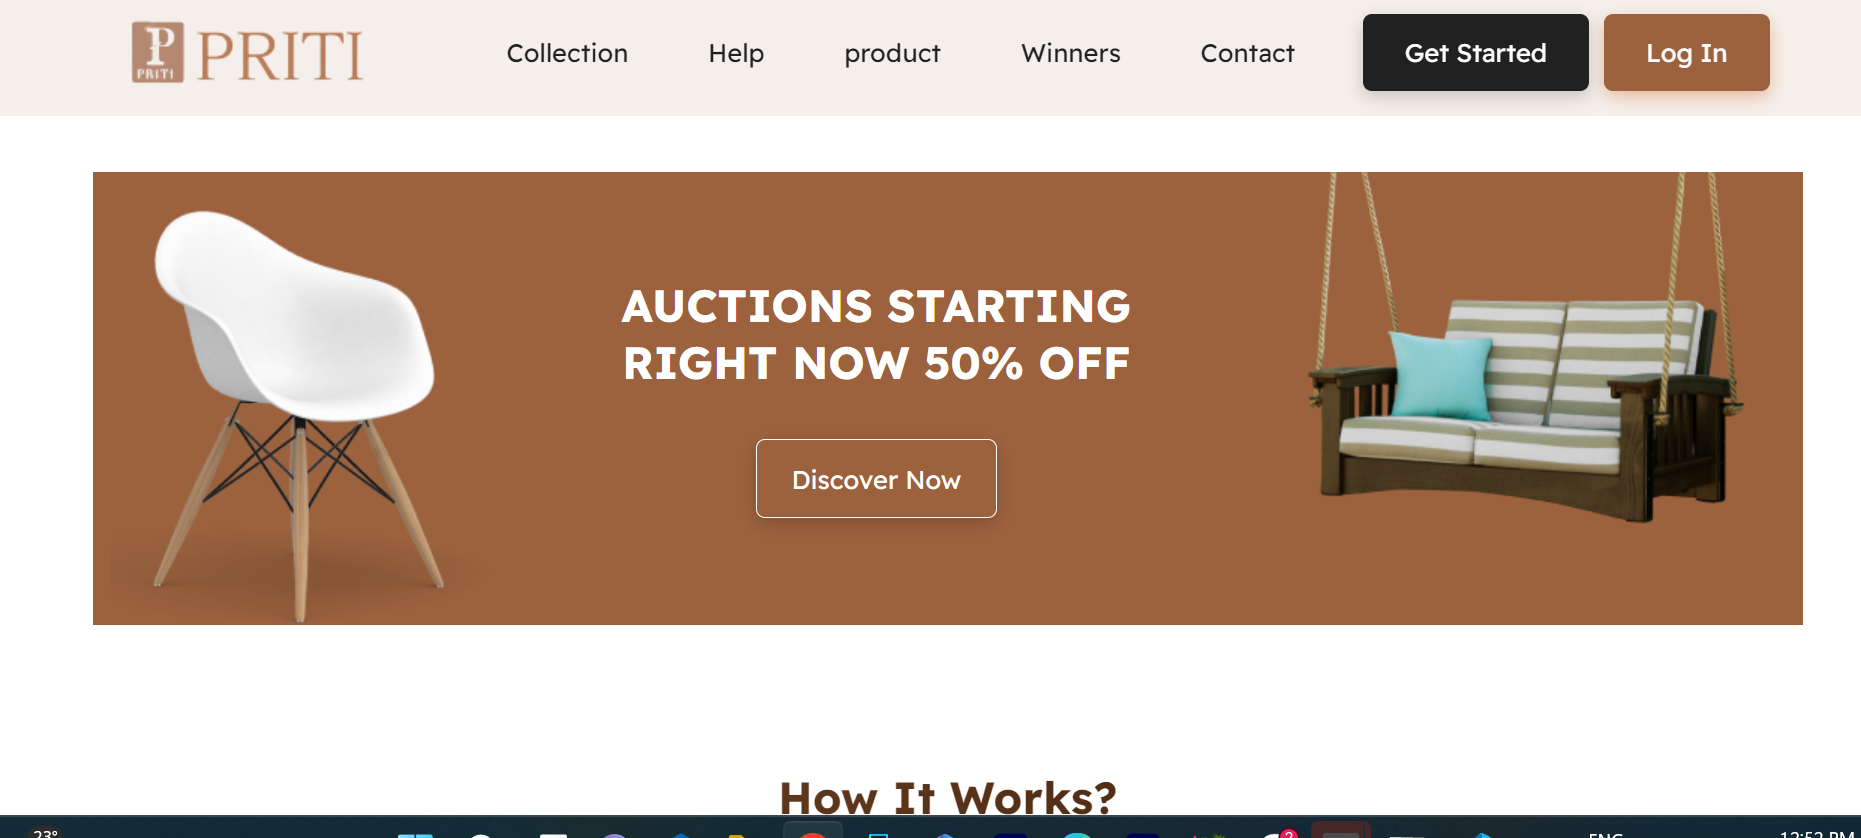 P
PRITI
PRITI
Collection
Help
product
Winners
Contact
Get Started
Log In
AUCTIONS STARTING
RIGHT NOW 50% OFF
Discover Now
How It Works?
23°
2
ENG
12:52 PM